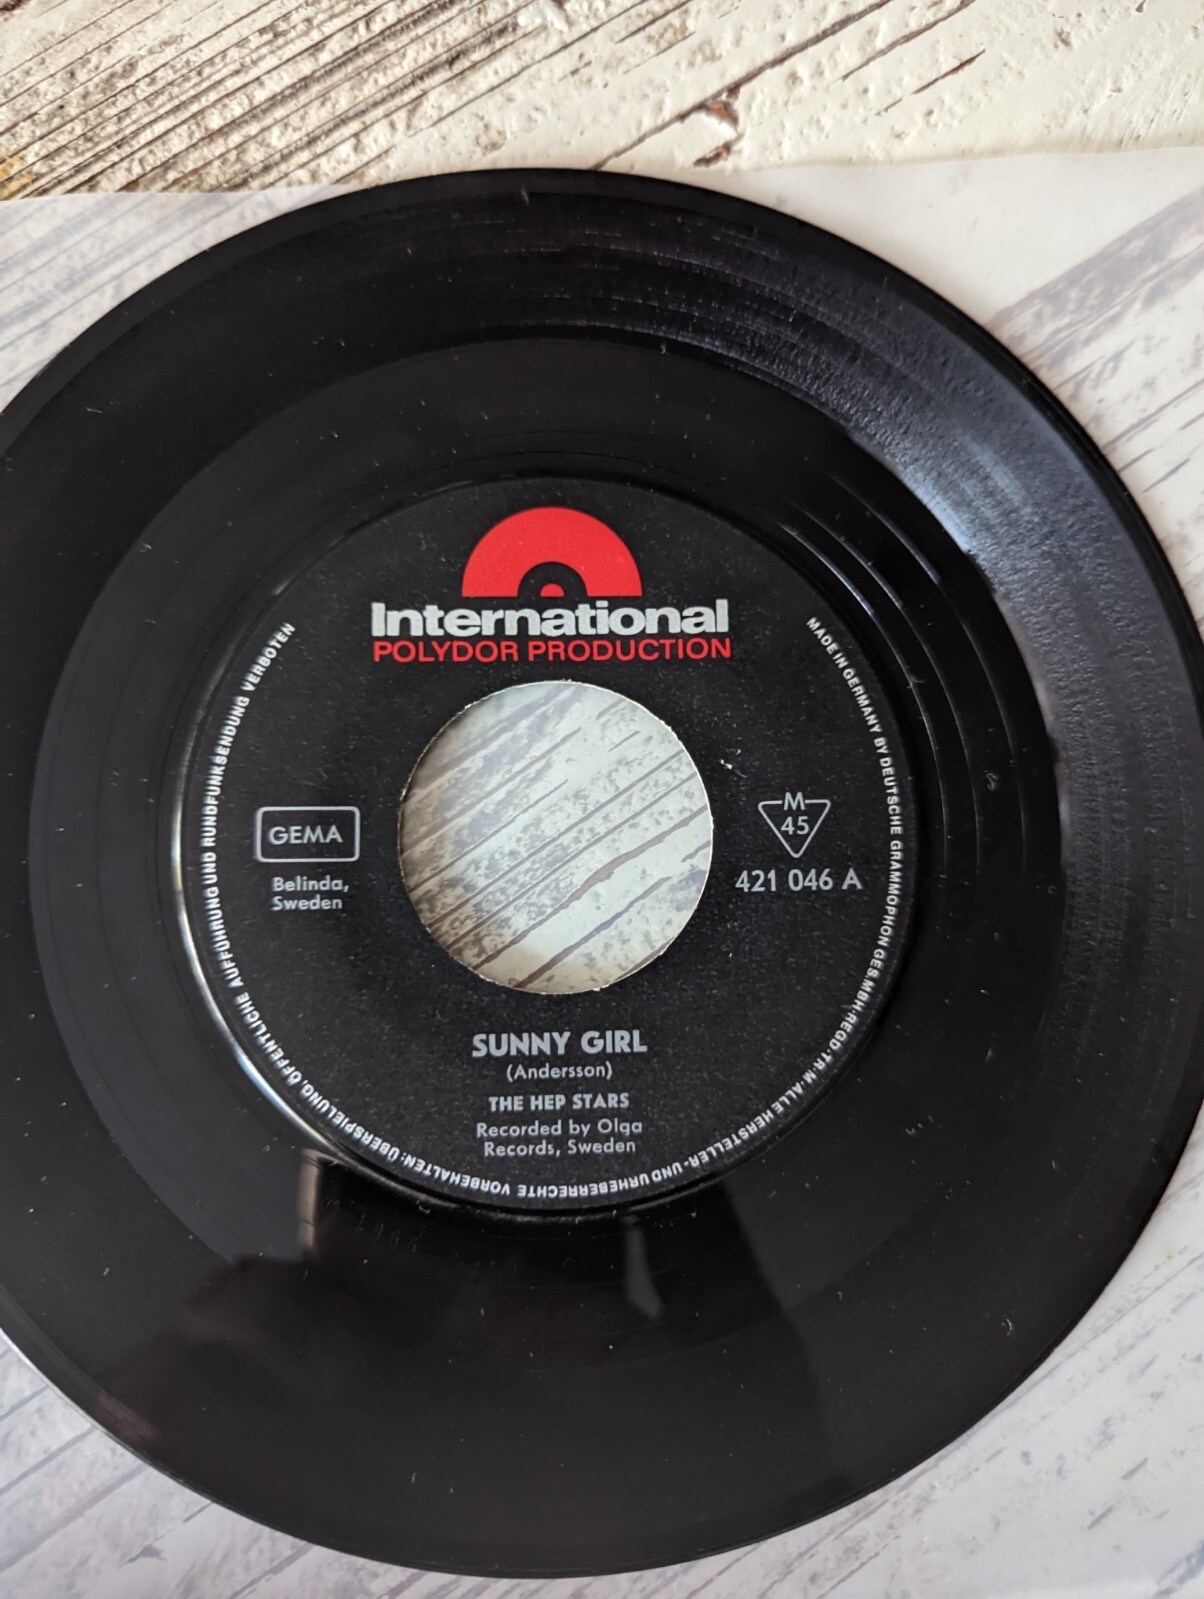 International
POLYDOR PRODUCTION
MADE IN GERMANY BY DEUTSCHE GRAMMOPHON GES.MBH·REGD·TR·M·ALLE HERSTELLER- UND URHEBERRECHTE VORBEHALTEN: ÜBERSPIELUNG, ÖFFENTLICHE AUFFÜHRUNG UND RUNDFUNKSENDUNG VERBOTEN
GEMA
Belinda,
Sweden
M
45
421 046 A
SUNNY GIRL
(Andersson)
THE HEP STARS
Recorded by Olga
Records, Sweden